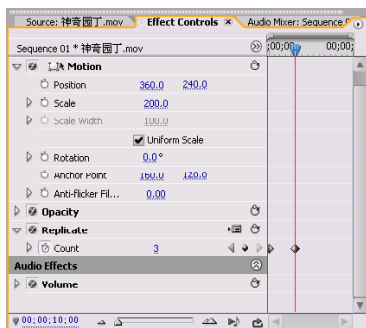 Source: 神奇园丁.mov Effect Controls × Audio Mixer: Sequence
Sequence 01 * 神奇园丁.mov ;00;00 00;00;
Motion
Position 360.0 240.0
Scale 200.0
Scale Width 100.0
Uniform Scale
Rotation 0.0°
Anchor Point 160.0 120.0
Anti-flicker Fil... 0.00
Opacity
Replicate
Count 3
Audio Effects
Volume
00;00;10;00